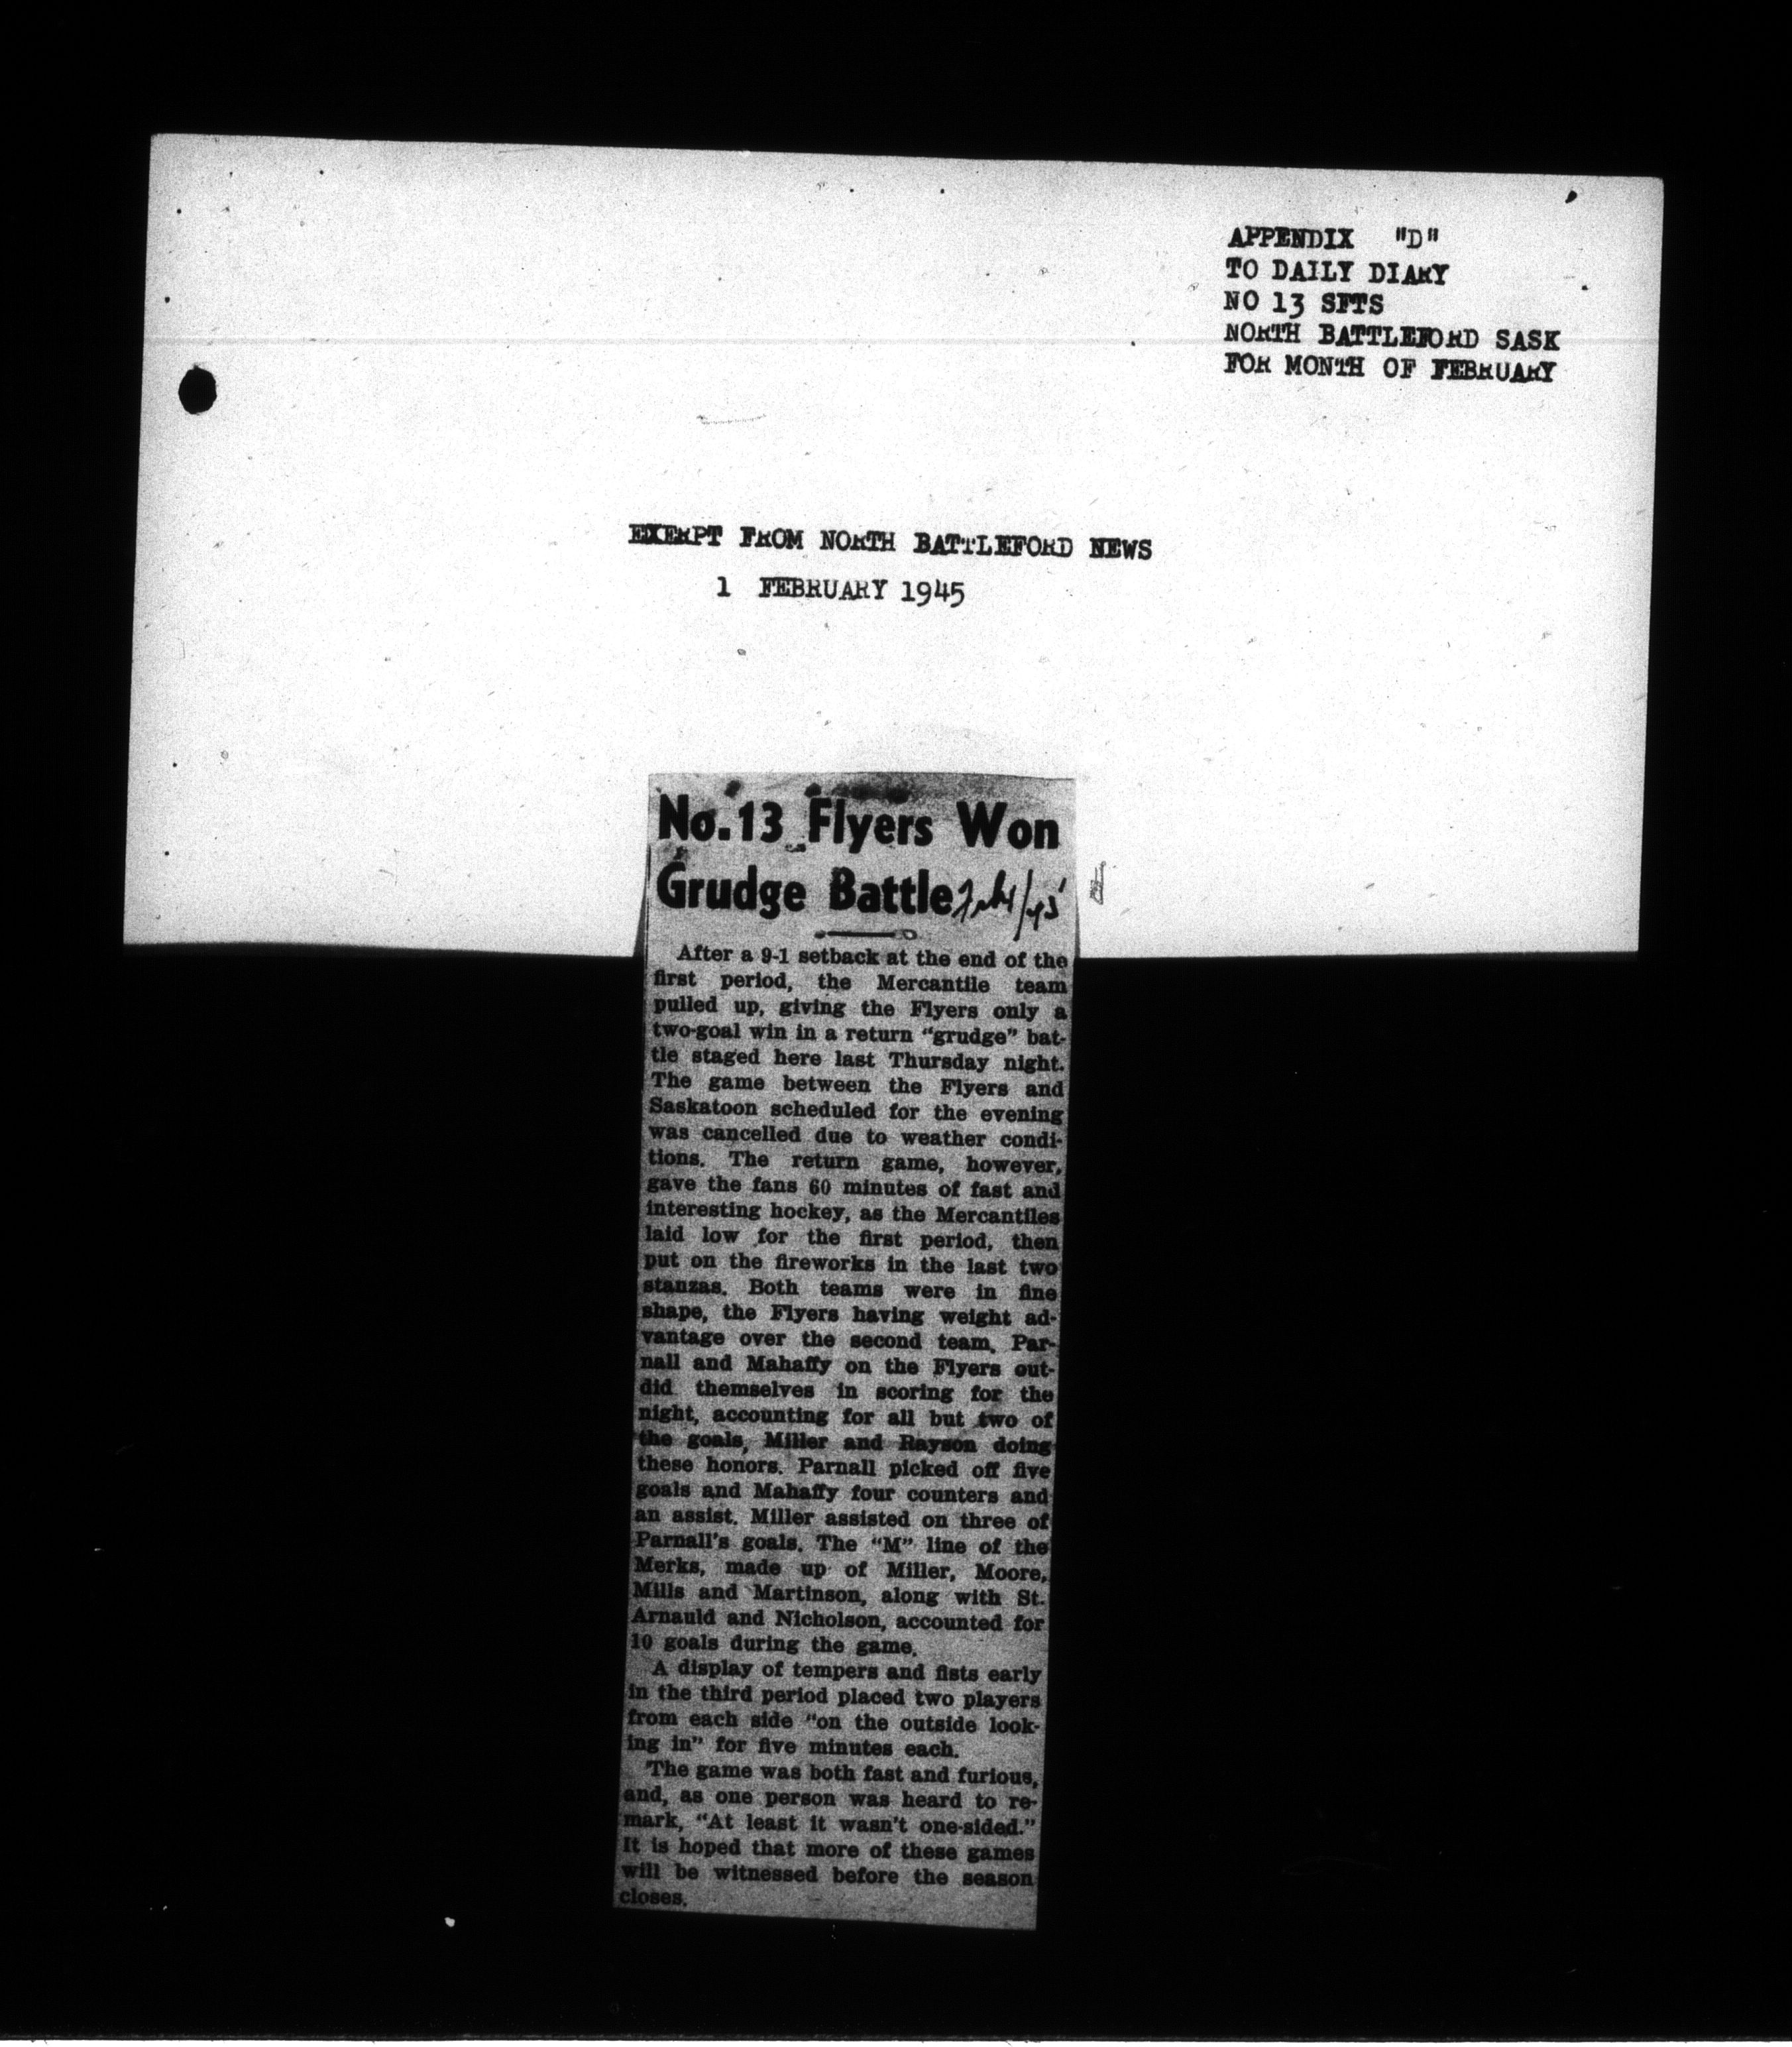 APPENDIX "D"
TO DAILY DIARY
NO 13 SFTS
NORTH BATTLEFORD SASK
FOR MONTH OF FEBRUARY
EXERPT FROM NORTH BATTLEFORD NEWS
1 FEBRUARY 1945
No. 13 Flyers Won
Grudge Battle
After a 9-1 setback at the end of the
first period, the Mercantile team
pulled up, giving the Flyers only a
two-goal win in a return "grudge" bat-
tle staged here last Thursday night.
The game between the Flyers and
Saskatoon scheduled for the evening
was cancelled due to weather condi-
tions. The return game, however,
gave the fans 60 minutes of fast and
interesting hockey, as the Mercantiles
laid low for the first period, then
put on the fireworks in the last two
stanzas. Both teams were in fine
shape, the Flyers having weight ad-
vantage over the second team. Par-
nall and Mahaffy on the Flyers out-
did themselves in scoring for the
night, accounting for all but two of
the goals, Miller and Rayson doing
these honors. Parnall picked off five
goals and Mahaffy four counters and
an assist. Miller assisted on three of
Parnall's goals. The "M" line of the
Merks, made up of Miller, Moore,
Mills and Martinson, along with St.
Arnauld and Nicholson, accounted for
10 goals during the game.
A display of tempers and fists early
in the third period placed two players
from each side "on the outside look-
ing in" for five minutes each.
The game was both fast and furious,
and, as one person was heard to re-
mark, "At least it wasn't one-sided."
It is hoped that more of these games
will be witnessed before the season
closes.